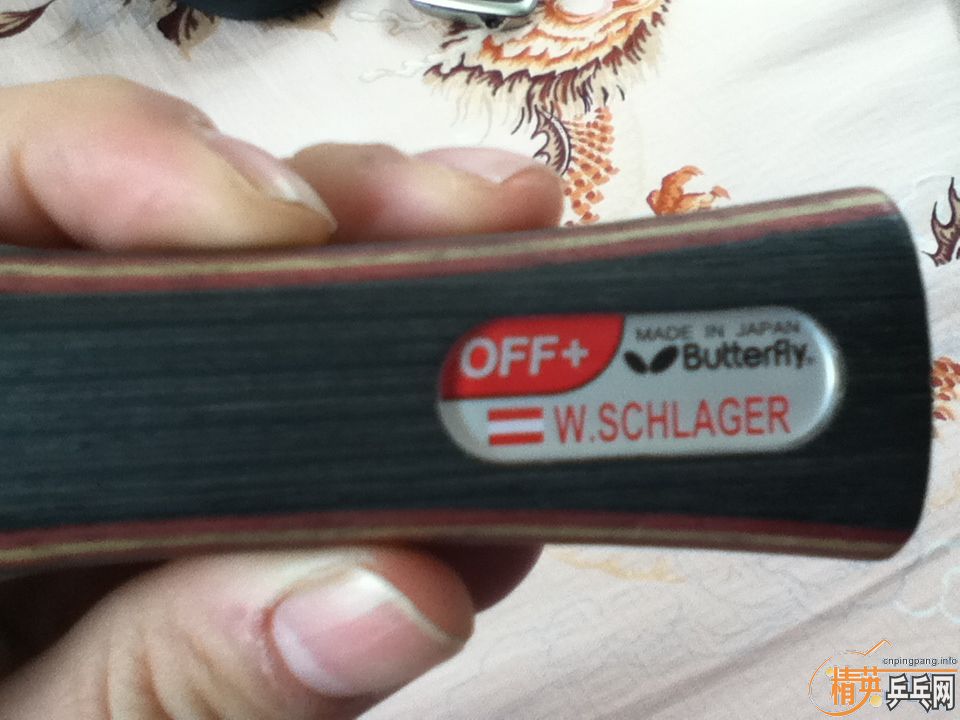 OFF+
MADE IN JAPAN
Butterfly
W.SCHLAGER
cnpingpang.info
精英乒乓网